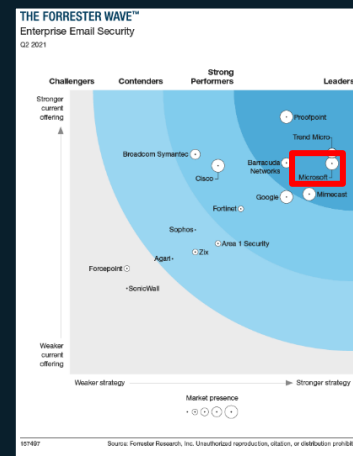 THE FORRESTER WAVE™
Enterprise Email Security
Q2 2021
Challengers
Contenders
Strong
Performers
Leaders
Stronger
current
offering
Proofpoint
Trend Micro
Broadcom Symantec
Barracuda
Networks
Cisco
Microsoft
Google
Mimecast
Fortinet
Sophos
Area 1 Security
Zix
Agari
Forcepoint
SonicWall
Weaker
current
offering
Weaker strategy
Stronger strategy
Market presence
157497
Source: Forrester Research, Inc. Unauthorized reproduction, citation, or distribution prohibit